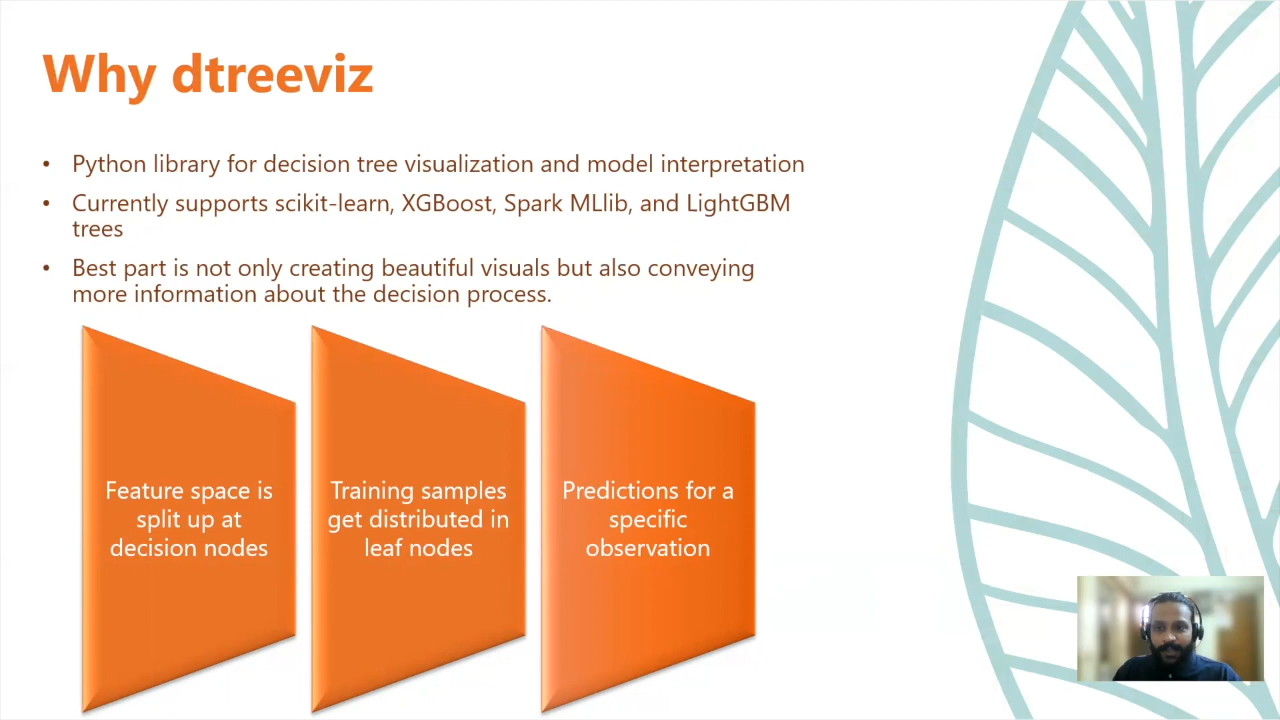 Why dtreeviz
• Python library for decision tree visualization and model interpretation
• Currently supports scikit-learn, XGBoost, Spark MLlib, and LightGBM
trees
• Best part is not only creating beautiful visuals but also conveying
more information about the decision process.
Feature space is
split up at
decision nodes
Training samples
get distributed in
leaf nodes
Predictions for a
specific
observation